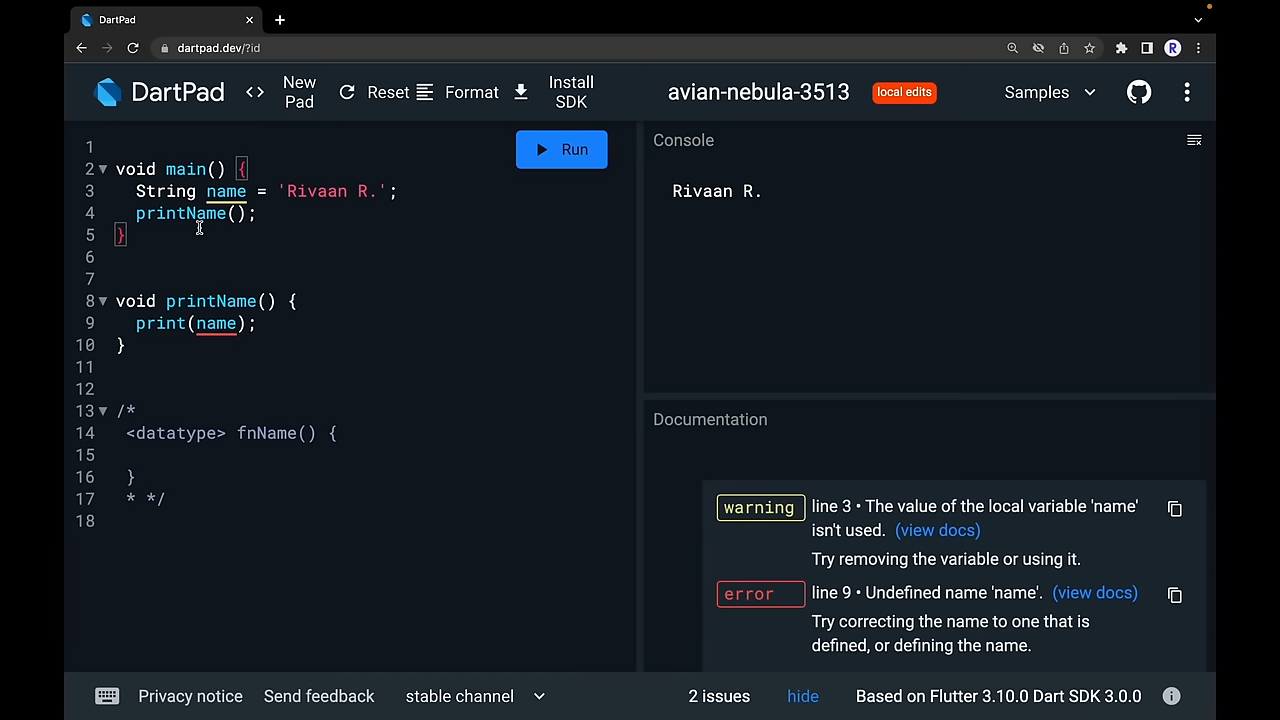 DartPad
dartpad.dev/?id
R
DartPad
New Pad
Reset
Format
Install SDK
avian-nebula-3513
local edits
Samples
Run
1
2 void main() {
3 String name = 'Rivaan R.';
4 printName();
5 }
6
7
8 void printName() {
9 print(name);
10 }
11
12
13 /*
14 <datatype> fnName() {
15
16 }
17 * */
18
Console
Rivaan R.
Documentation
warning line 3 • The value of the local variable 'name'
isn't used. (view docs)
Try removing the variable or using it.
error line 9 • Undefined name 'name'. (view docs)
Try correcting the name to one that is
defined, or defining the name.
Privacy notice Send feedback stable channel 2 issues hide Based on Flutter 3.10.0 Dart SDK 3.0.0